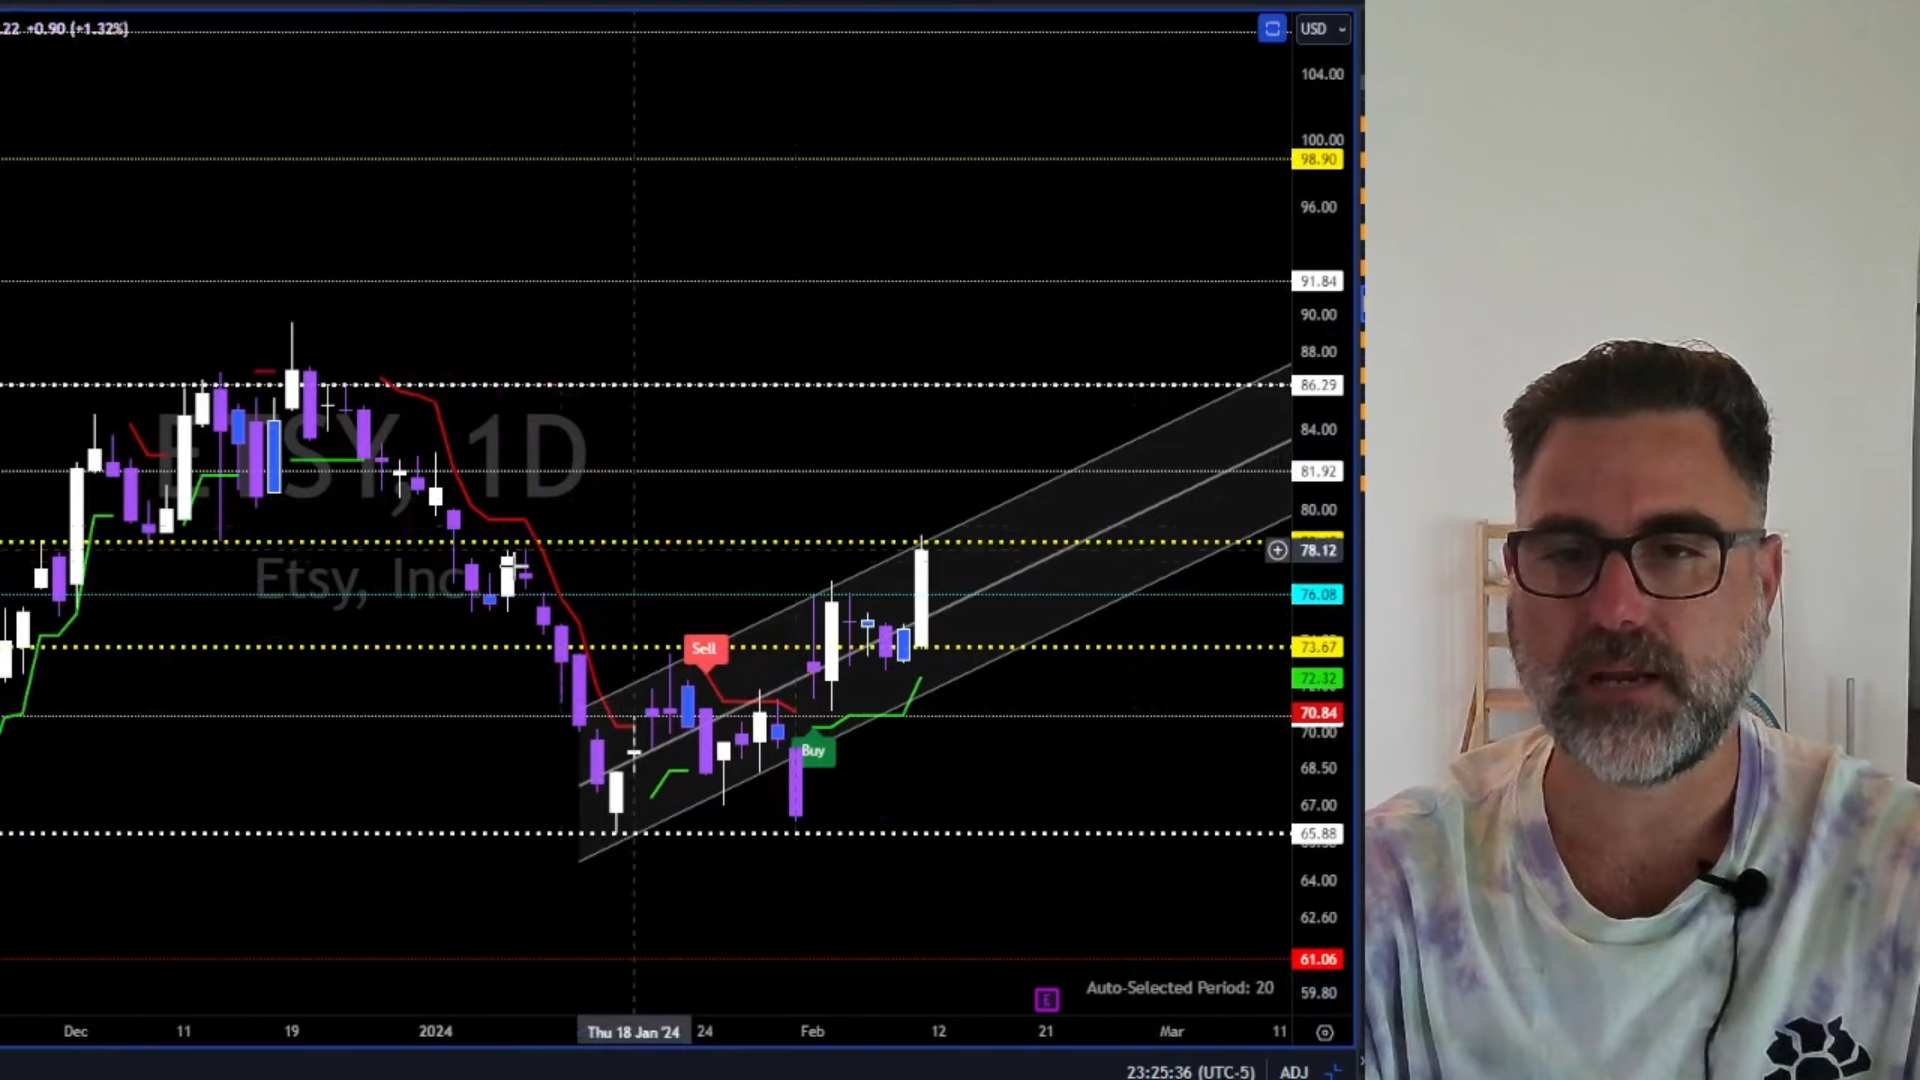 .22 +0.90 (+1.32%)
USD
104.00
100.00
98.90
96.00
91.84
90.00
88.00
86.29
84.00
ETSY, 1D
81.92
80.00
78.12
Etsy, Inc
76.08
73.67
Sell
72.32
70.84
70.00
Buy
68.50
67.00
65.88
64.00
62.60
61.06
E
Auto-Selected Period: 20
59.80
Dec
11
19
2024
Thu 18 Jan '24
24
Feb
12
21
Mar
11
23:25:36 (UTC-5)
ADJ